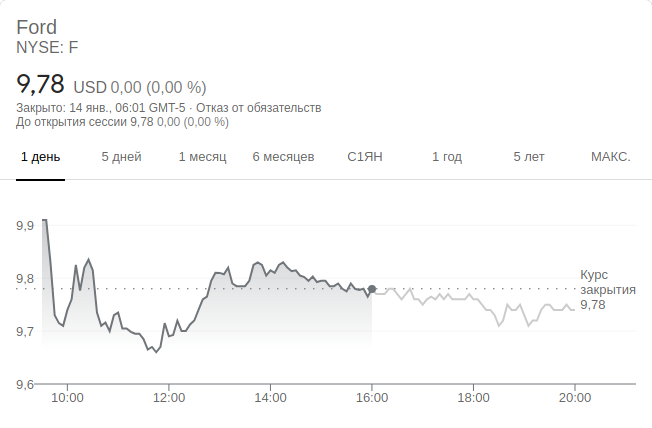 Ford
NYSE: F
9,78 USD 0,00 (0,00 %)
Закрыто: 14 янв., 06:01 GMT-5 · Отказ от обязательств
До открытия сессии 9,78 0,00 (0,00 %)
1 день 5 дней 1 месяц 6 месяцев С1ЯН 1 год 5 лет МАКС.
9,9
9,8
9,7
9,6
Курс
закрытия
9,78
10:00 12:00 14:00 16:00 18:00 20:00